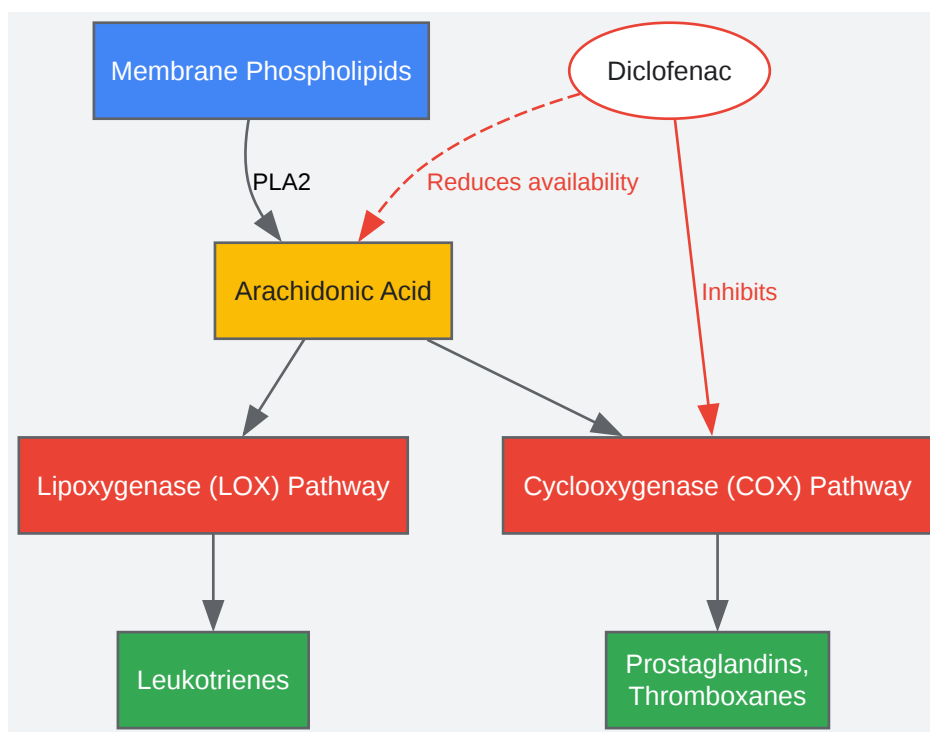 Membrane Phospholipids
Diclofenac
PLA2
Reduces availability
Arachidonic Acid
Inhibits
Lipoxygenase (LOX) Pathway
Cyclooxygenase (COX) Pathway
Leukotrienes
Prostaglandins,
Thromboxanes